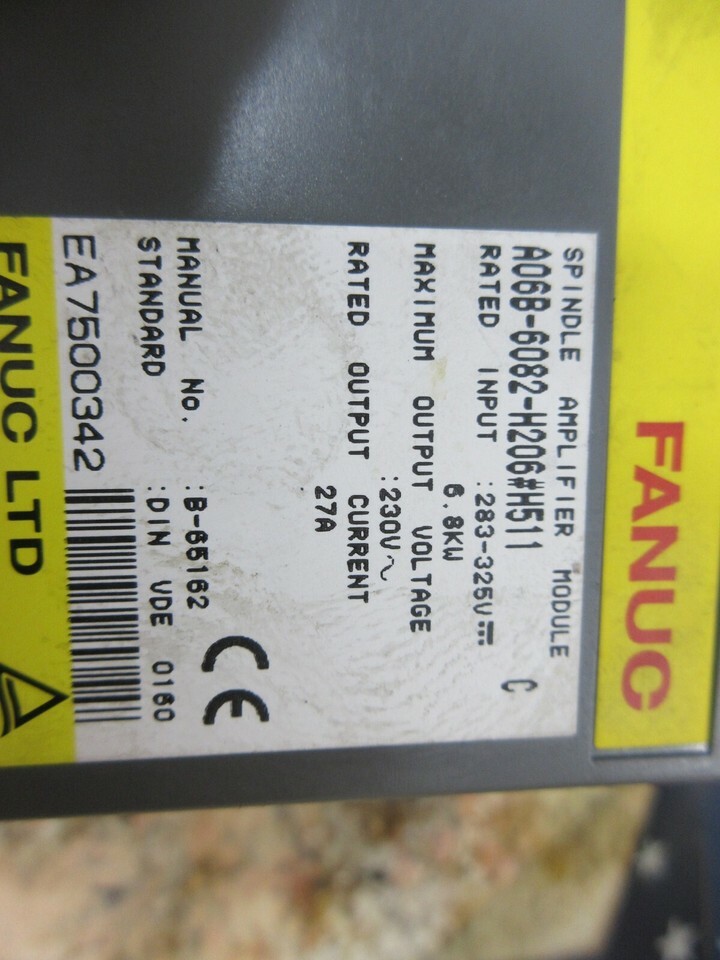 FANUC
SPINDLE AMPLIFIER MODULE
A06B-6082-H206#H511 C
RATED INPUT :283-325V⎓
6.8KW
MAXIMUM OUTPUT VOLTAGE
:230V~
RATED OUTPUT CURRENT
27A
MANUAL No. :B-65162
STANDARD :DIN VDE 0160
CE
EA7500342
FANUC LTD